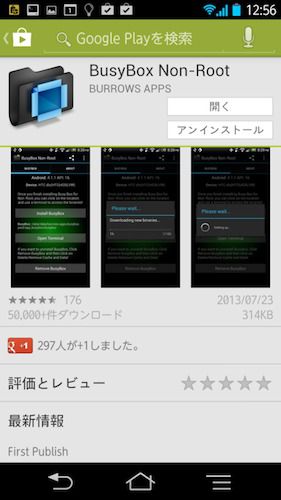 12:56
Google Playを検索
BusyBox Non-Root
BURROWS APPS
開く
アンインストール
BusyBox Non-Root
Install BusyBox
Open Terminal
Remove BusyBox
BusyBox Non-Root
Please wait...
Downloading new binaries...
BusyBox Non-Root
Please wait...
176
2013/07/23
50,000+件ダウンロード
314KB
+1
297人が+1しました。
評価とレビュー
最新情報
First Publish